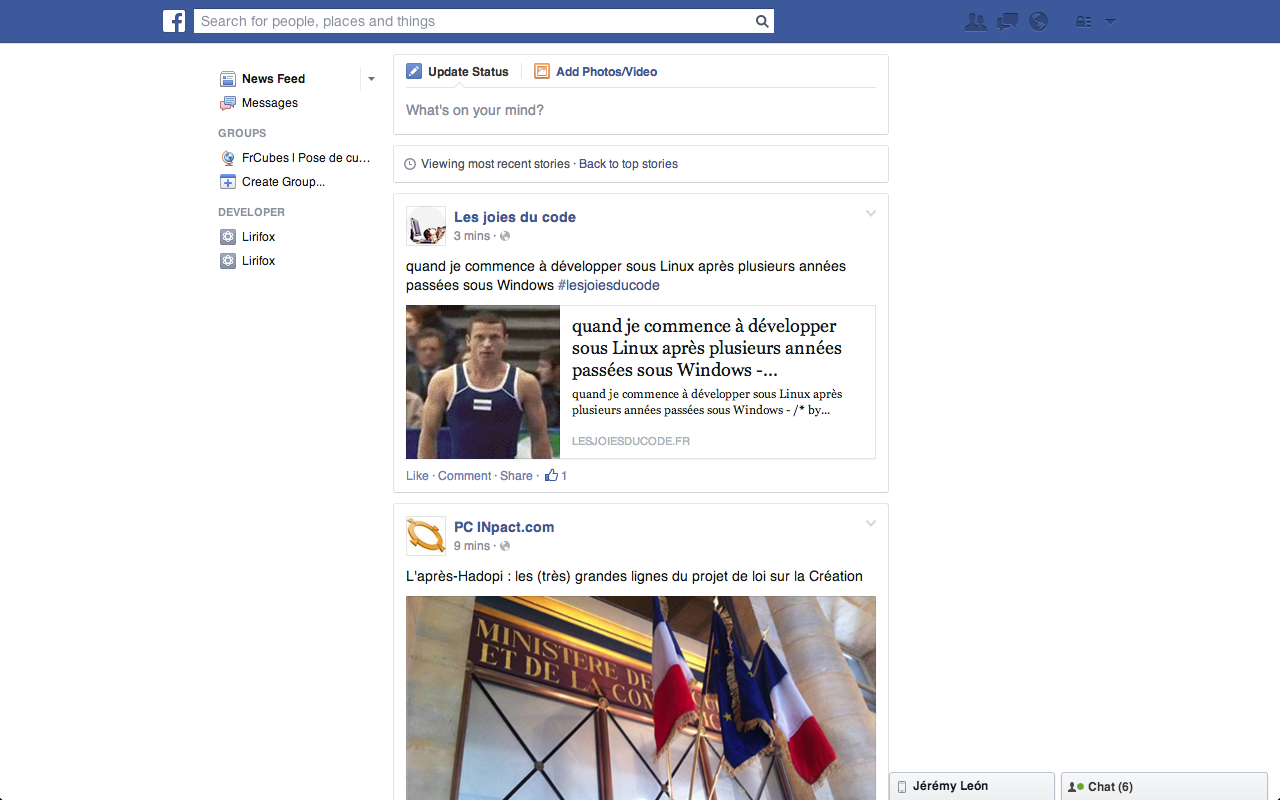 Search for people, places and things
News Feed
Messages
GROUPS
FrCubes l Pose de cu...
Create Group...
DEVELOPER
Lirifox
Lirifox
Update Status
Add Photos/Video
What's on your mind?
Viewing most recent stories · Back to top stories
Les joies du code
3 mins ·
quand je commence à développer sous Linux après plusieurs années
passées sous Windows #lesjoiesducode
quand je commence à développer
sous Linux après plusieurs années
passées sous Windows -...
quand je commence à développer sous Linux après
plusieurs années passées sous Windows - /* by...
LESJOIESDUCODE.FR
Like · Comment · Share · 1
PC INpact.com
9 mins ·
L'après-Hadopi : les (très) grandes lignes du projet de loi sur la Création
MINISTERE DE
ET DE LA COM
Jérémy León
Chat (6)